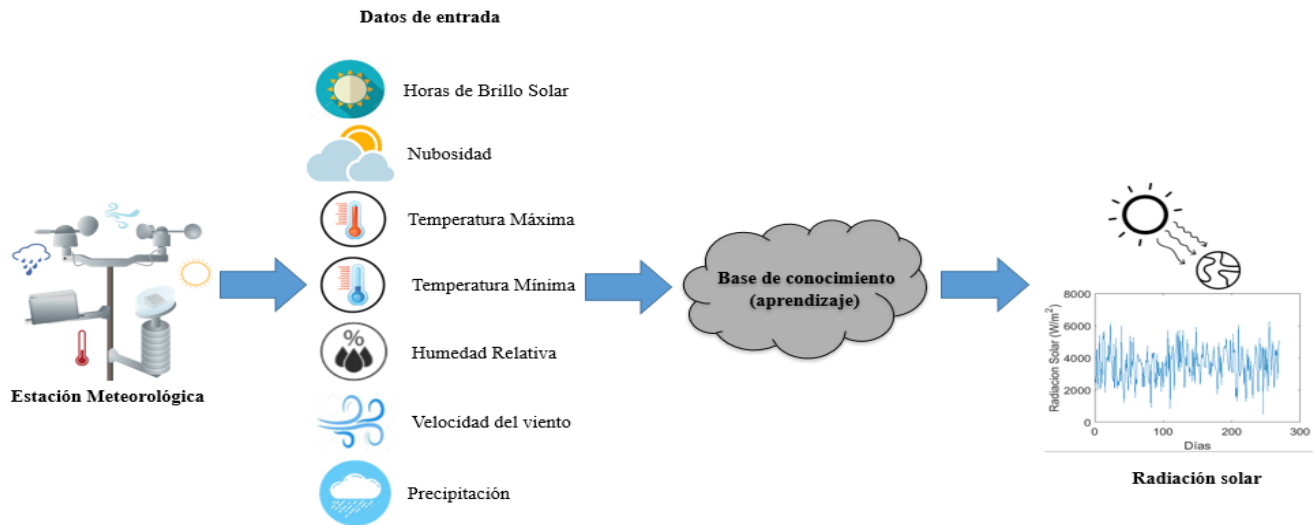 Datos de entrada
Horas de Brillo Solar
Nubosidad
Temperatura Máxima
Temperatura Mínima
%
Humedad Relativa
Velocidad del viento
Precipitación
Estación Meteorológica
Base de conocimiento
(aprendizaje)
Radiacion Solar (W/m²)
8000
6000
4000
2000
0
0
100
200
300
Días
Radiación solar